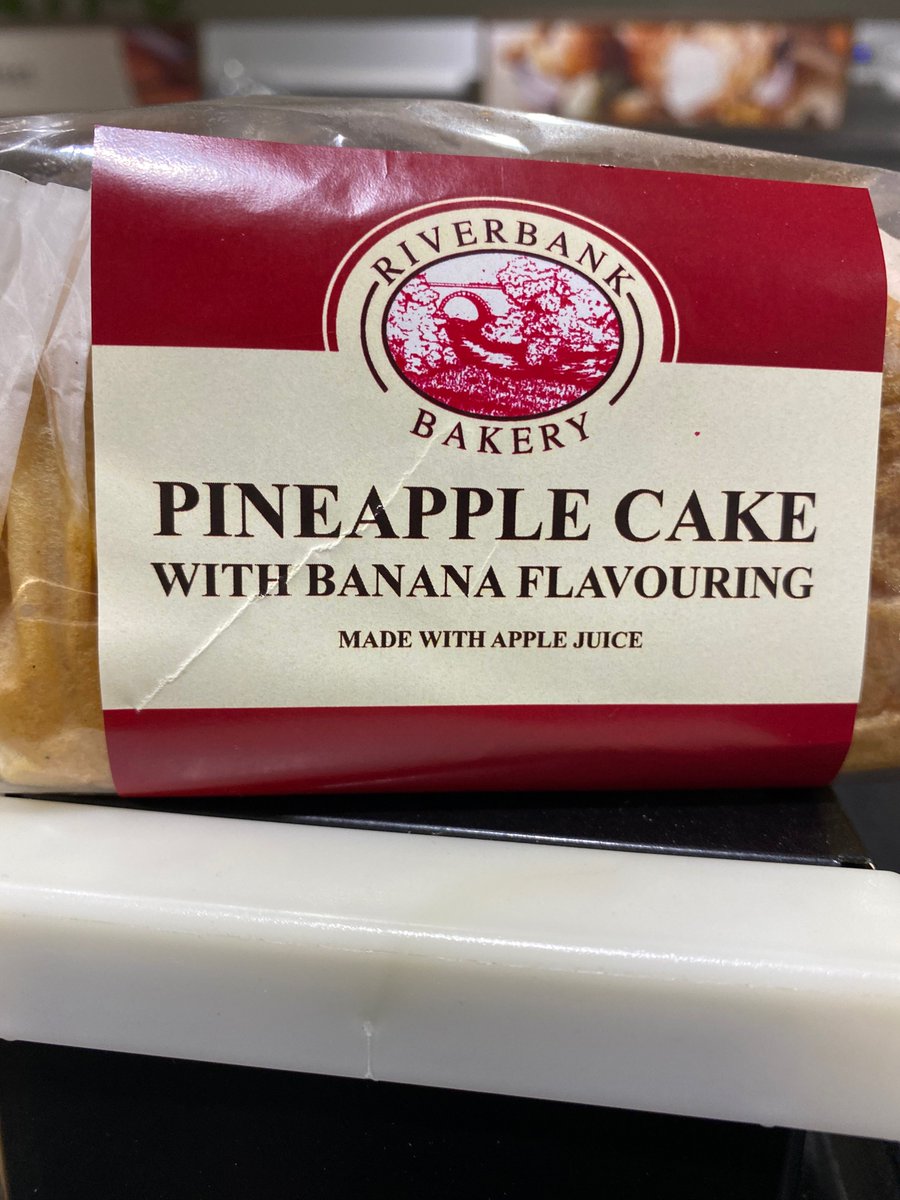 RIVERBANK
BAKERY
PINEAPPLE CAKE
WITH BANANA FLAVOURING
MADE WITH APPLE JUICE